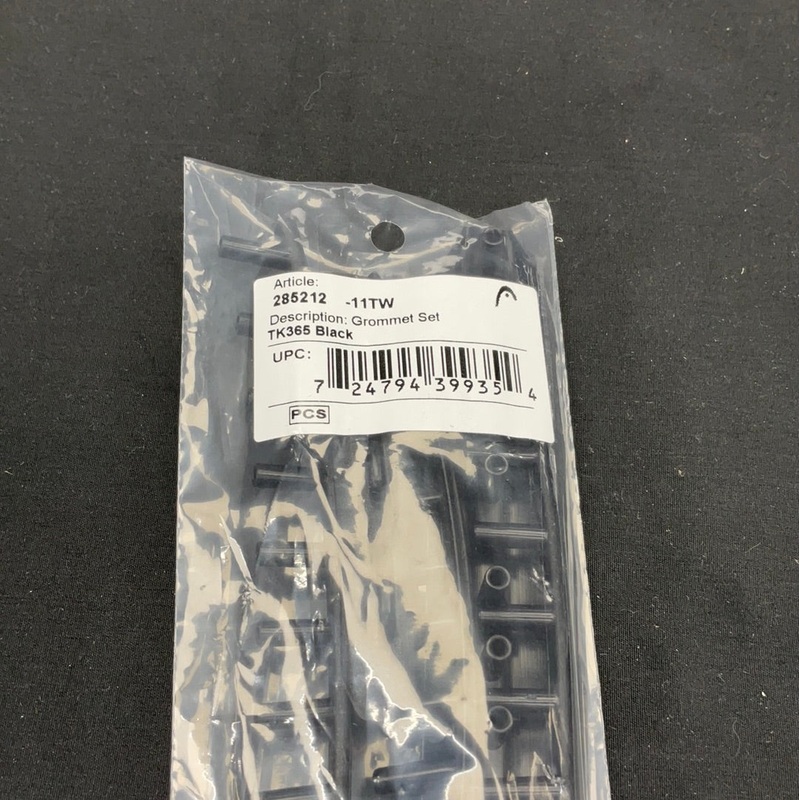 Article:
285212 -11TW
Description: Grommet Set
TK365 Black
UPC:
7 24794 39935 4
PCS